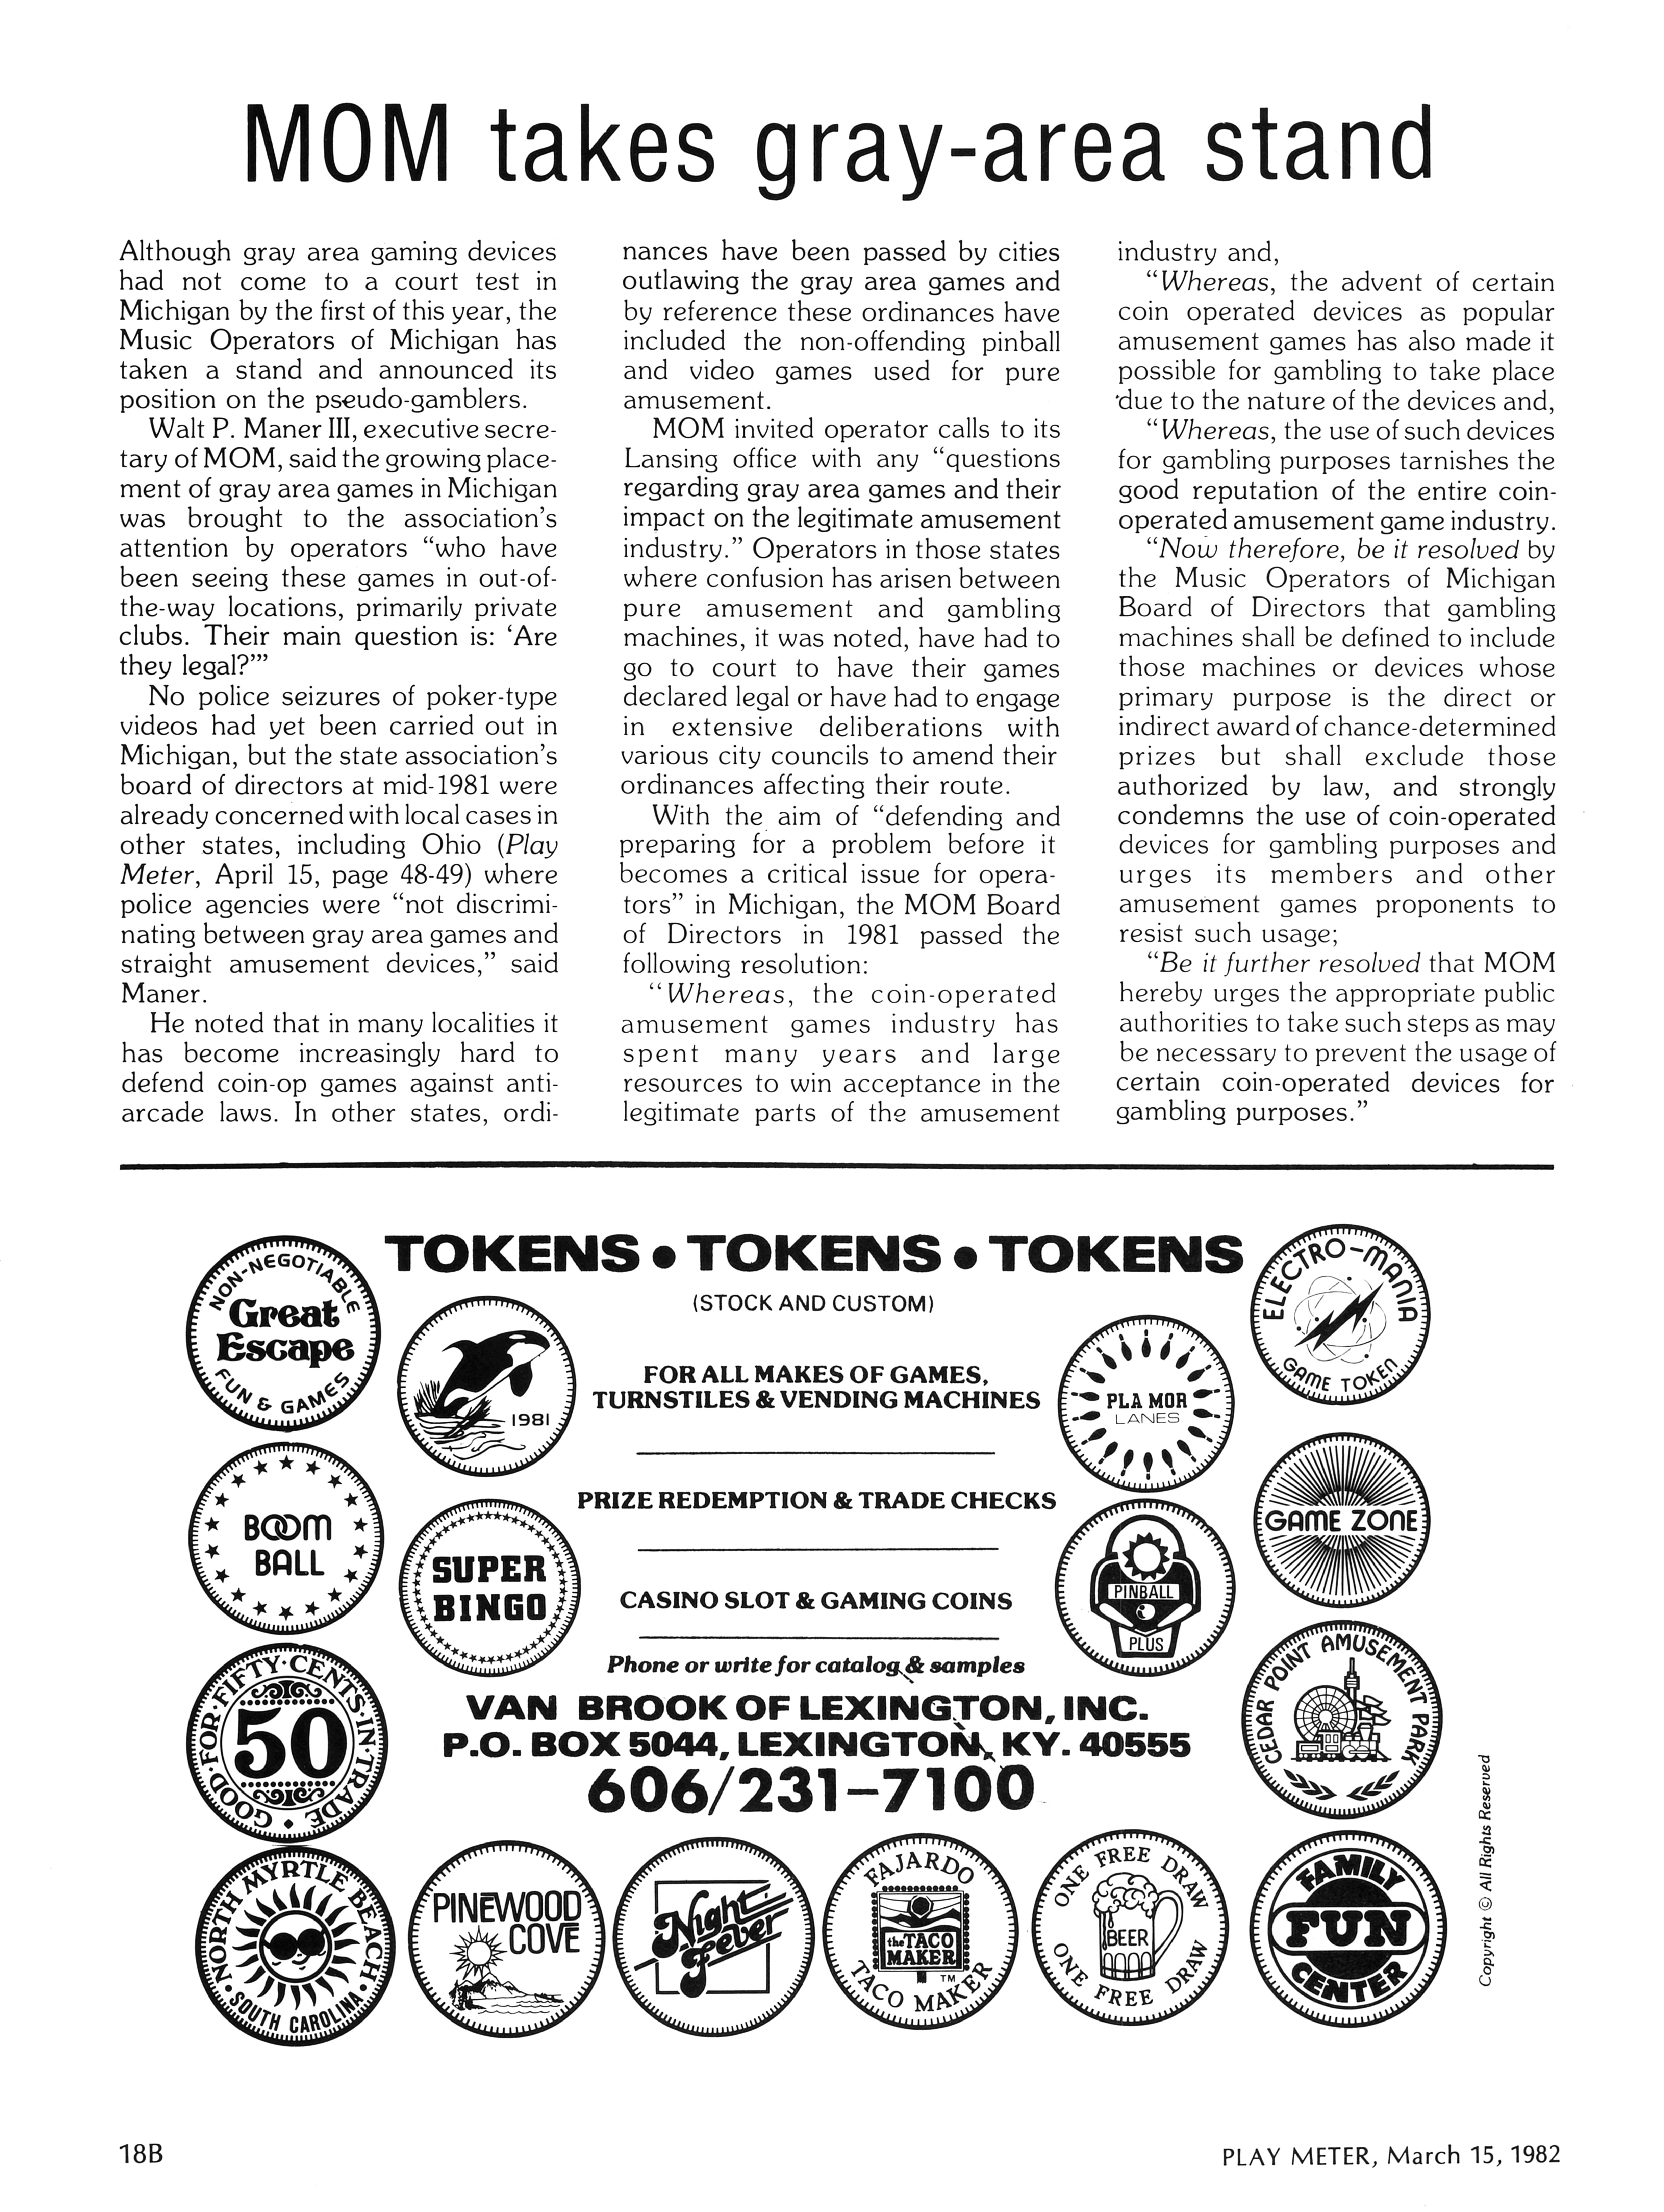 MOM takes gray-area stand
Although gray area gaming devices
had not come to a court test in
Michigan by the first of this year, the
Music Operators of Michigan has
taken a stand and announced its
position on the pseudo-gamblers.
Walt P. Maner III, executive secre-
tary of MOM, said the growing place-
ment of gray area games in Michigan
was brought to the association's
attention by operators “who have
been seeing these games in out-of-
the-way locations, primarily private
clubs. Their main question is: ‘Are
they legal?’”
No police seizures of poker-type
videos had yet been carried out in
Michigan, but the state association's
board of directors at mid-1981 were
already concerned with local cases in
other states, including Ohio (Play
Meter, April 15, page 48-49) where
police agencies were “not discrimi-
nating between gray area games and
straight amusement devices,” said
Maner.
He noted that in many localities it
has become increasingly hard to
defend coin-op games against anti-
arcade laws. In other states, ordi-
nances have been passed by cities
outlawing the gray area games and
by reference these ordinances have
included the non-offending pinball
and video games used for pure
amusement.
MOM invited operator calls to its
Lansing office with any “questions
regarding gray area games and their
impact on the legitimate amusement
industry.” Operators in those states
where confusion has arisen between
pure amusement and gambling
machines, it was noted, have had to
go to court to have their games
declared legal or have had to engage
in extensive deliberations with
various city councils to amend their
ordinances affecting their route.
With the aim of “defending and
preparing for a problem before it
becomes a critical issue for opera-
tors” in Michigan, the MOM Board
of Directors in 1981 passed the
following resolution:
“Whereas, the coin-operated
amusement games industry has
spent many years and large
resources to win acceptance in the
legitimate parts of the amusement
industry and,
“Whereas, the advent of certain
coin operated devices as popular
amusement games has also made it
possible for gambling to take place
due to the nature of the devices and,
“Whereas, the use of such devices
for gambling purposes tarnishes the
good reputation of the entire coin-
operated amusement game industry.
“Now therefore, be it resolved by
the Music Operators of Michigan
Board of Directors that gambling
machines shall be defined to include
those machines or devices whose
primary purpose is the direct or
indirect award of chance-determined
prizes but shall exclude those
authorized by law, and strongly
condemns the use of coin-operated
devices for gambling purposes and
urges its members and other
amusement games proponents to
resist such usage;
“Be it further resolved that MOM
hereby urges the appropriate public
authorities to take such steps as may
be necessary to prevent the usage of
certain coin-operated devices for
gambling purposes.”
TOKENS • TOKENS • TOKENS
(STOCK AND CUSTOM)
FOR ALL MAKES OF GAMES,
TURNSTILES & VENDING MACHINES
PRIZE REDEMPTION & TRADE CHECKS
CASINO SLOT & GAMING COINS
Phone or write for catalog & samples
VAN BROOK OF LEXINGTON, INC.
P.O. BOX 5044, LEXINGTON, KY. 40555
606/231-7100
NON-NEGOTIABLE
Great
Escape
FUN & GAMES
1981
PLA MOR
LANES
ELECTRO-MANIA
GAME TOKEN
BOOM
BALL
SUPER
BINGO
PINBALL
PLUS
GAME ZONE
GOOD·FOR·FIFTY·CENTS·IN·TRADE
50
CEDAR POINT AMUSEMENT PARK
NORTH MYRTLE BEACH
SOUTH CAROLINA
PINEWOOD
COVE
Night
Fever
FAJARDO
the TACO
MAKER
TM
TACO MAKER
ONE FREE DRAW
BEER
ONE FREE DRAW
FAMILY
FUN
CENTER
Copyright © All Rights Reserved
18B
PLAY METER, March 15, 1982